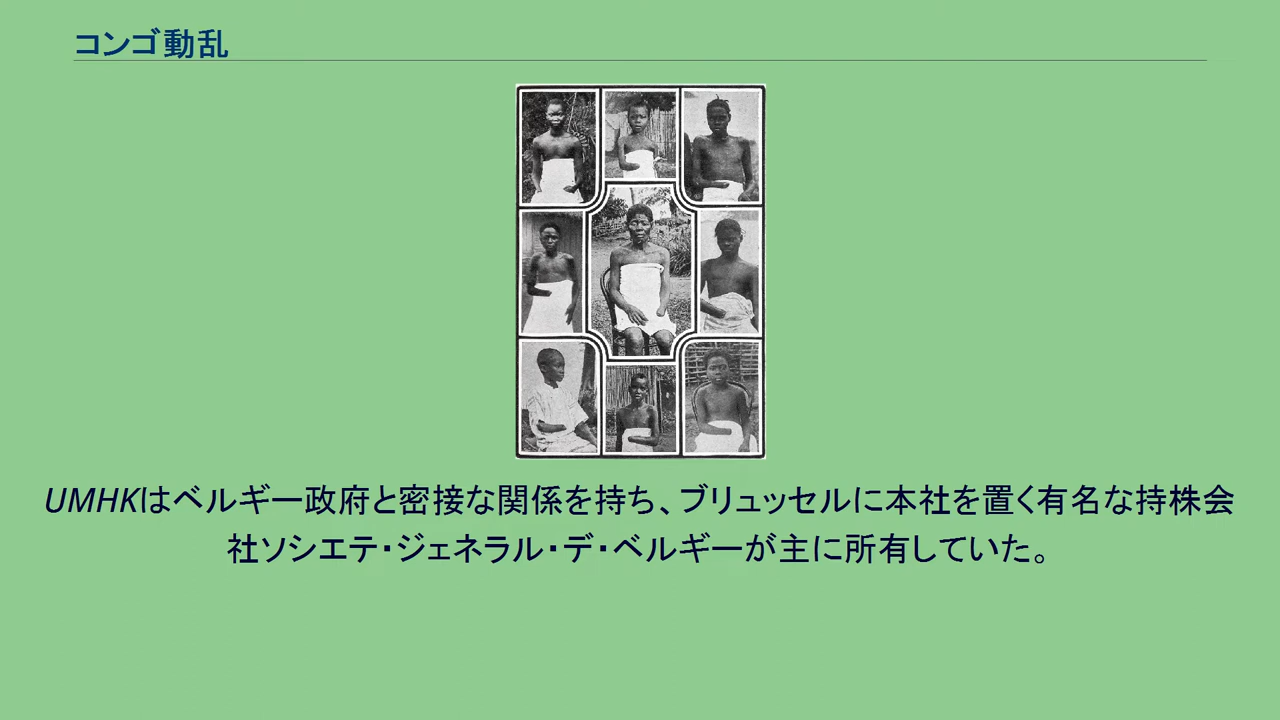 コンゴ動乱
UMHKはベルギー政府と密接な関係を持ち、ブリュッセルに本社を置く有名な持株会
社ソシエテ・ジェネラル・デ・ベルギーが主に所有していた。